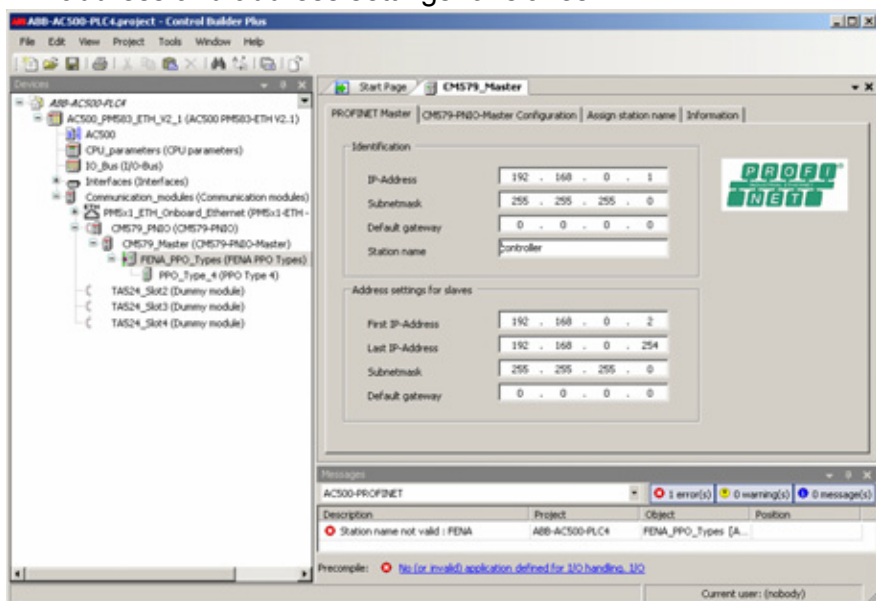 ABB-AC500-PLC4.project - Control Builder Plus
File Edit View Project Tools Window Help
Devices
ABB-AC500-PLC4
AC500_PM583_ETH_V2_1 (AC500 PM583-ETH V2.1)
AC500
CPU_parameters (CPU parameters)
IO_Bus (I/O-Bus)
Interfaces (Interfaces)
Communication_modules (Communication modules)
PM5x1_ETH_Onboard_Ethernet (PM5x1-ETH -
CM579_PNIO (CM579-PNIO)
CM579_Master (CM579-PNIO-Master)
FENA_PPO_Types (FENA PPO Types)
PPO_Type_4 (PPO Type 4)
TA524_Slot2 (Dummy module)
TA524_Slot3 (Dummy module)
TA524_Slot4 (Dummy module)
Start Page CM579_Master
PROFINET Master CM579-PNIO-Master Configuration Assign station name Information
Identification
IP-Address 192 . 168 . 0 . 1
Subnetmask 255 . 255 . 255 . 0
Default gateway 0 . 0 . 0 . 0
Station name controller
PROFI
INDUSTRIAL ETHERNET
NET
Address settings for slaves
First IP-Address 192 . 168 . 0 . 2
Last IP-Address 192 . 168 . 0 . 254
Subnetmask 255 . 255 . 255 . 0
Default gateway 0 . 0 . 0 . 0
Messages
AC500-PROFINET 1 error(s) 0 warning(s) 0 message(s)
Description Project Object Position
Station name not valid : FENA ABB-AC500-PLC4 FENA_PPO_Types [A...
Precompile: No (or invalid) application defined for I/O handling. I/O
Current user: (nobody)